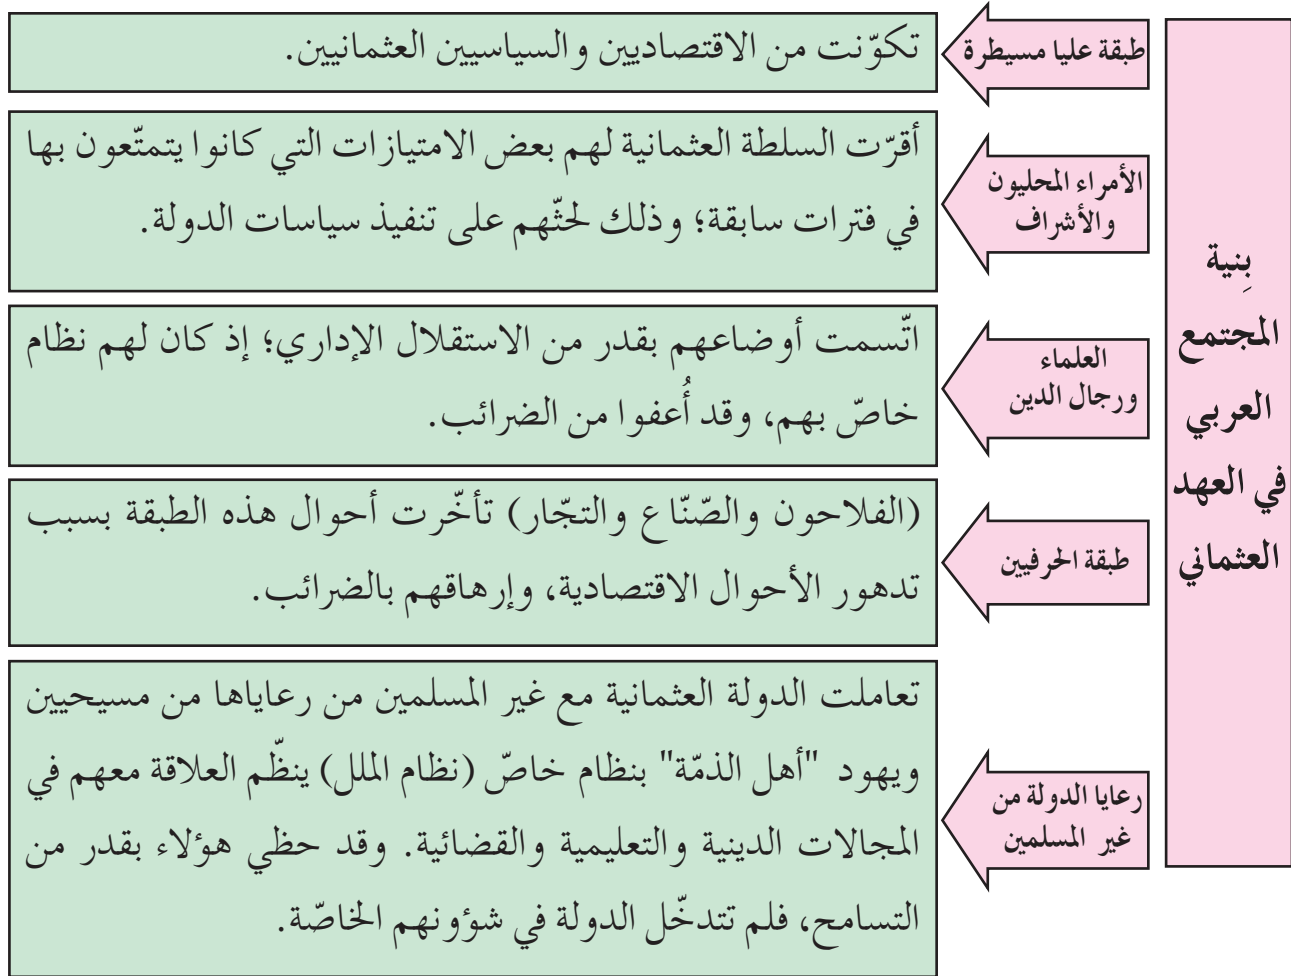 بِنية
المجتمع
العربي
في العهد
العثماني
طبقة عليا مسيطرة
تكوّنت من الاقتصاديين والسياسيين العثمانيين.
الأمراء المحليون
والأشراف
أقرّت السلطة العثمانية لهم بعض الامتيازات التي كانوا يتمتّعون بها
في فترات سابقة؛ وذلك لحثّهم على تنفيذ سياسات الدولة.
العلماء
ورجال الدين
اتّسمت أوضاعهم بقدر من الاستقلال الإداري؛ إذ كان لهم نظام
خاصّ بهم، وقد أُعفوا من الضرائب.
طبقة الحرفيين
(الفلاحون والصّنّاع والتجّار) تأخّرت أحوال هذه الطبقة بسبب
تدهور الأحوال الاقتصادية، وإرهاقهم بالضرائب.
رعايا الدولة من
غير المسلمين
تعاملت الدولة العثمانية مع غير المسلمين من رعاياها من مسيحيين
ويهود "أهل الذمّة" بنظام خاصّ (نظام الملل) ينظّم العلاقة معهم في
المجالات الدينية والتعليمية والقضائية. وقد حظي هؤلاء بقدر من
التسامح، فلم تتدخّل الدولة في شؤونهم الخاصّة.